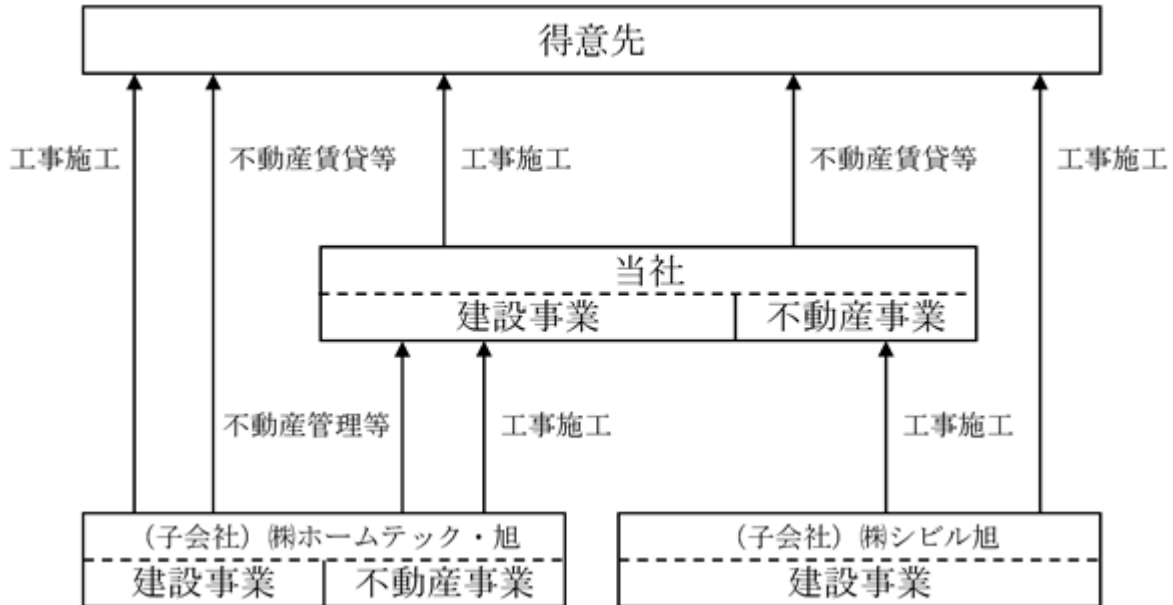 得意先
工事施工
不動産賃貸等
工事施工
不動産賃貸等
工事施工
当社
建設事業
不動産事業
不動産管理等
工事施工
工事施工
(子会社)㈱ホームテック・旭
建設事業
不動産事業
(子会社)㈱シビル旭
建設事業